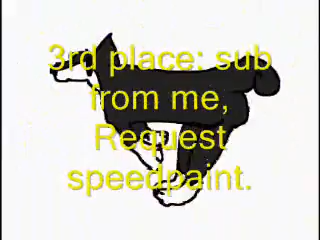 3rd place: sub
from me,
Request
speedpaint.